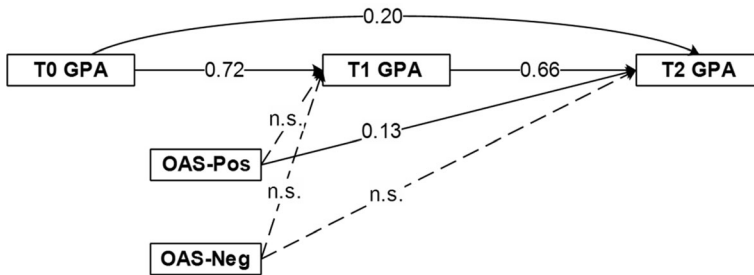 0.20
T0 GPA 0.72 T1 GPA 0.66 T2 GPA
n.s.
0.13
OAS-Pos
n.s. n.s.
OAS-Neg